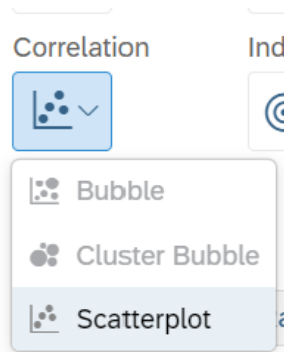 Correlation
Ind
Bubble
Cluster Bubble
Scatterplot